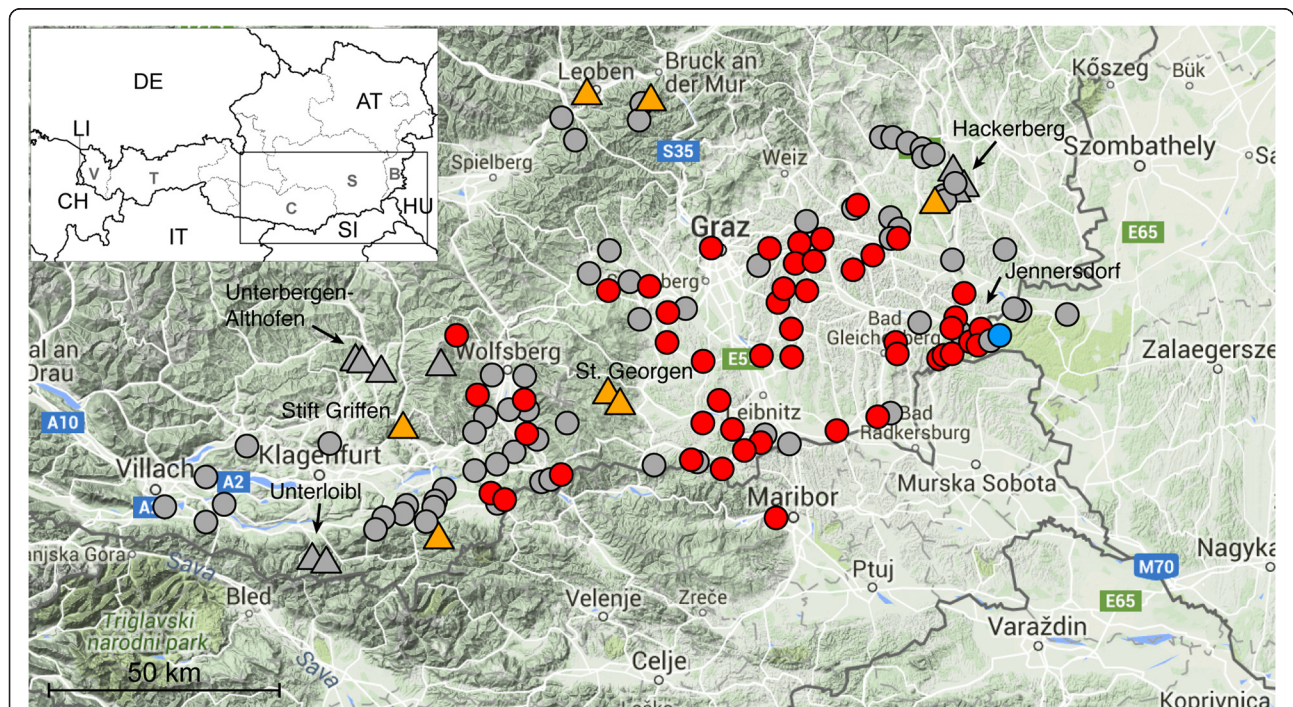 DE
AT
LI
V
T
S
B
CH
C
HU
IT
SI
Leoben
Bruck an
der Mur
S35
Spielberg
Weiz
Hackerberg
Kőszeg
Bük
Szombathely
E65
Graz
Jennersdorf
Unterbergen-
Althofen
Wolfsberg
Bad
Gleichenberg
St. Georgen
Zalaegersze
al an
Drau
A10
Stift Griffen
Leibnitz
Bad
Radkersburg
Villach
Klagenfurt
A2
Unterloibl
Maribor
Murska Sobota
anjska Gora
Sava
Nagyka
M70
Bled
Velenje
Zreče
Ptuj
E65
Triglavski
narodni park
Varaždin
50 km
Sava
Celje
Koprivnica